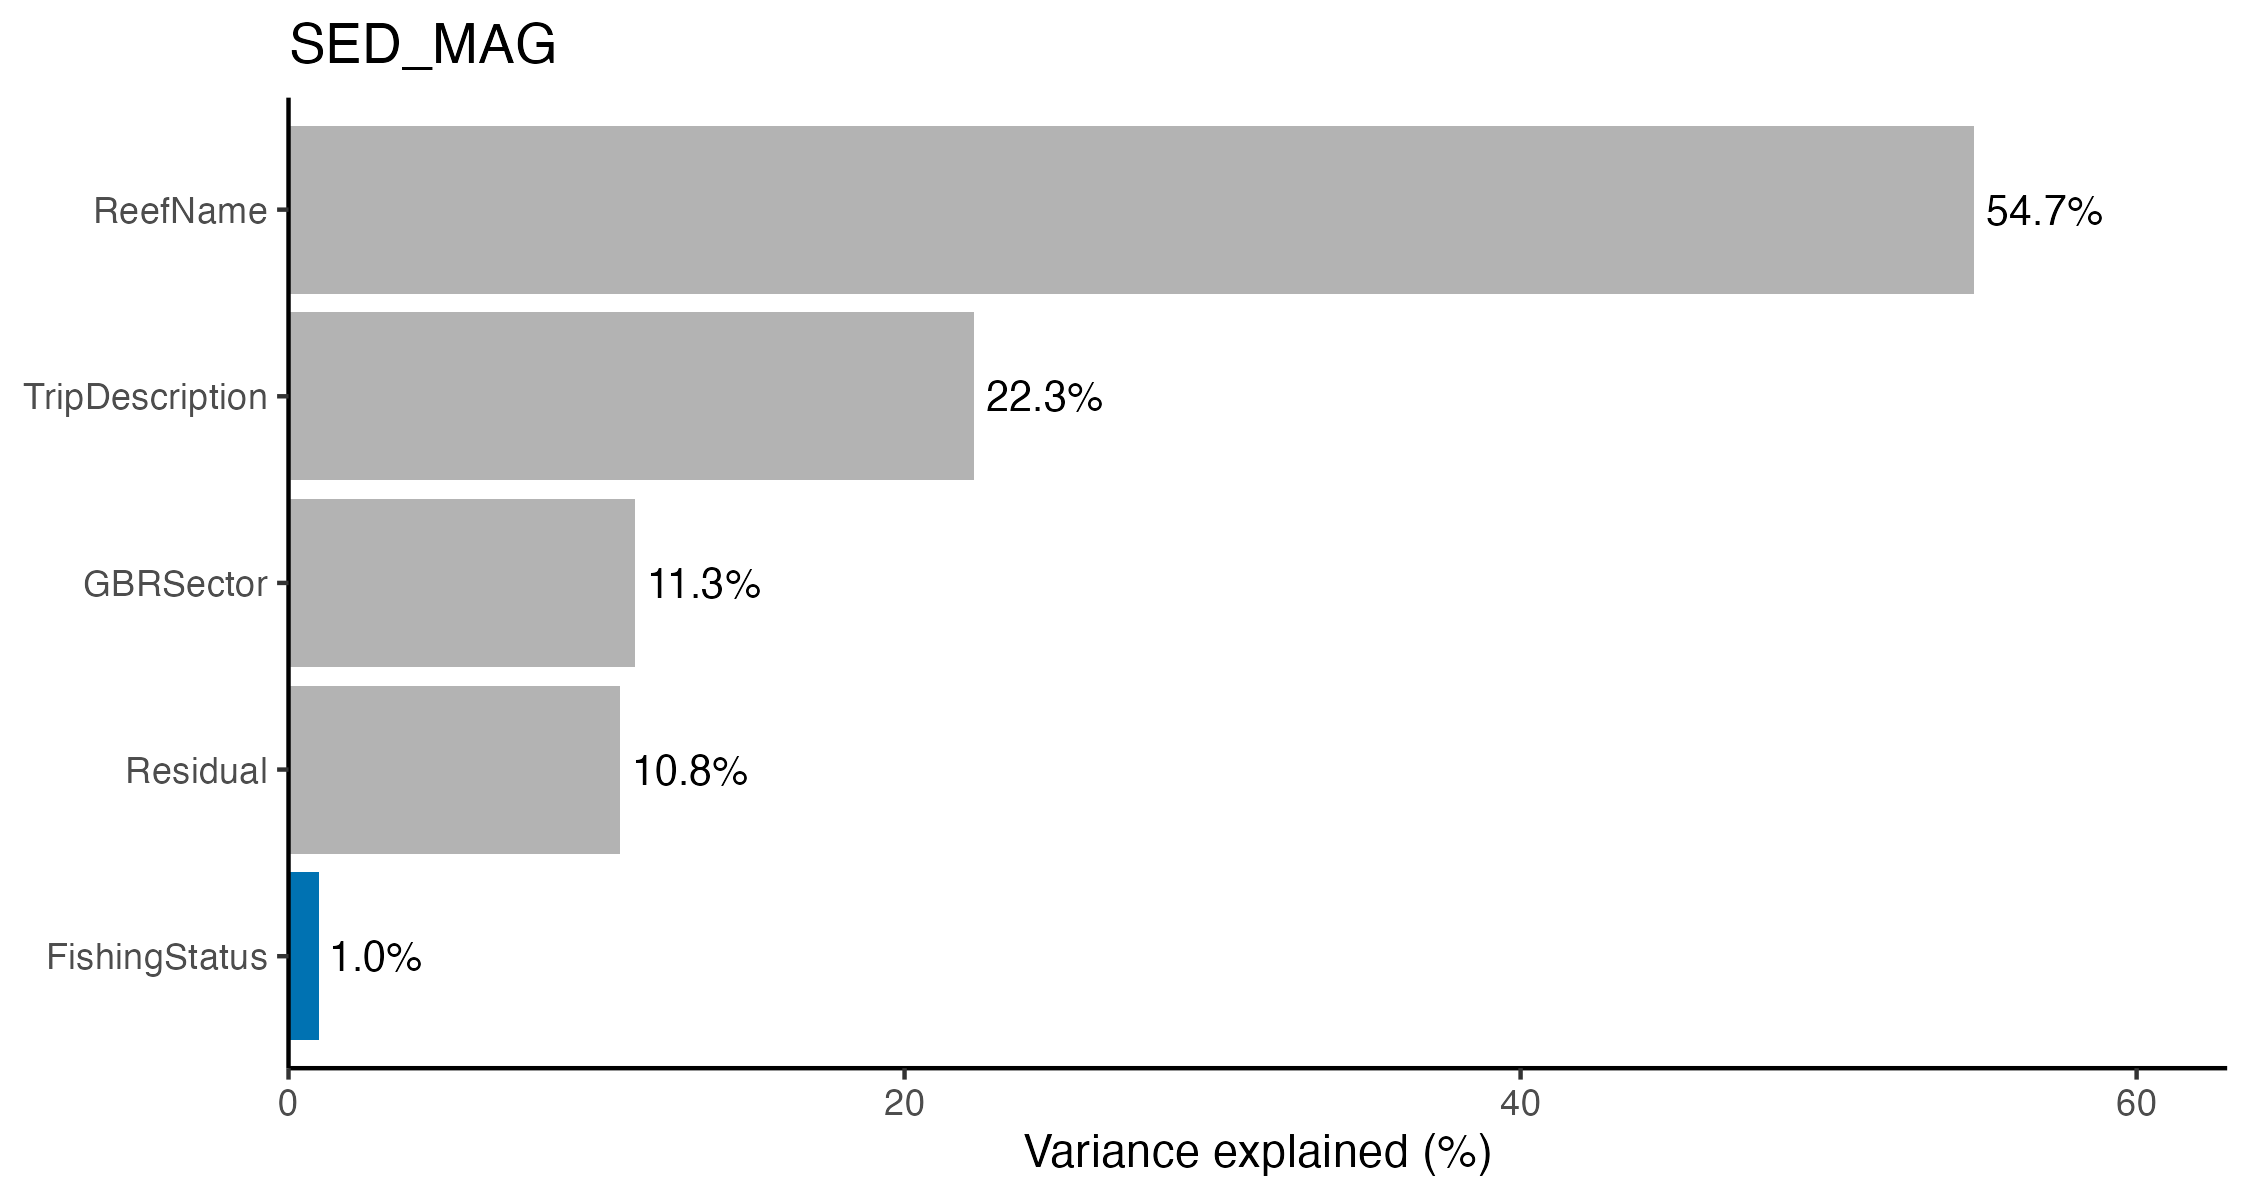 SED_MAG
ReefName
54.7%
TripDescription
22.3%
GBRSector
11.3%
Residual
10.8%
FishingStatus
1.0%
0 20 40 60
Variance explained (%)